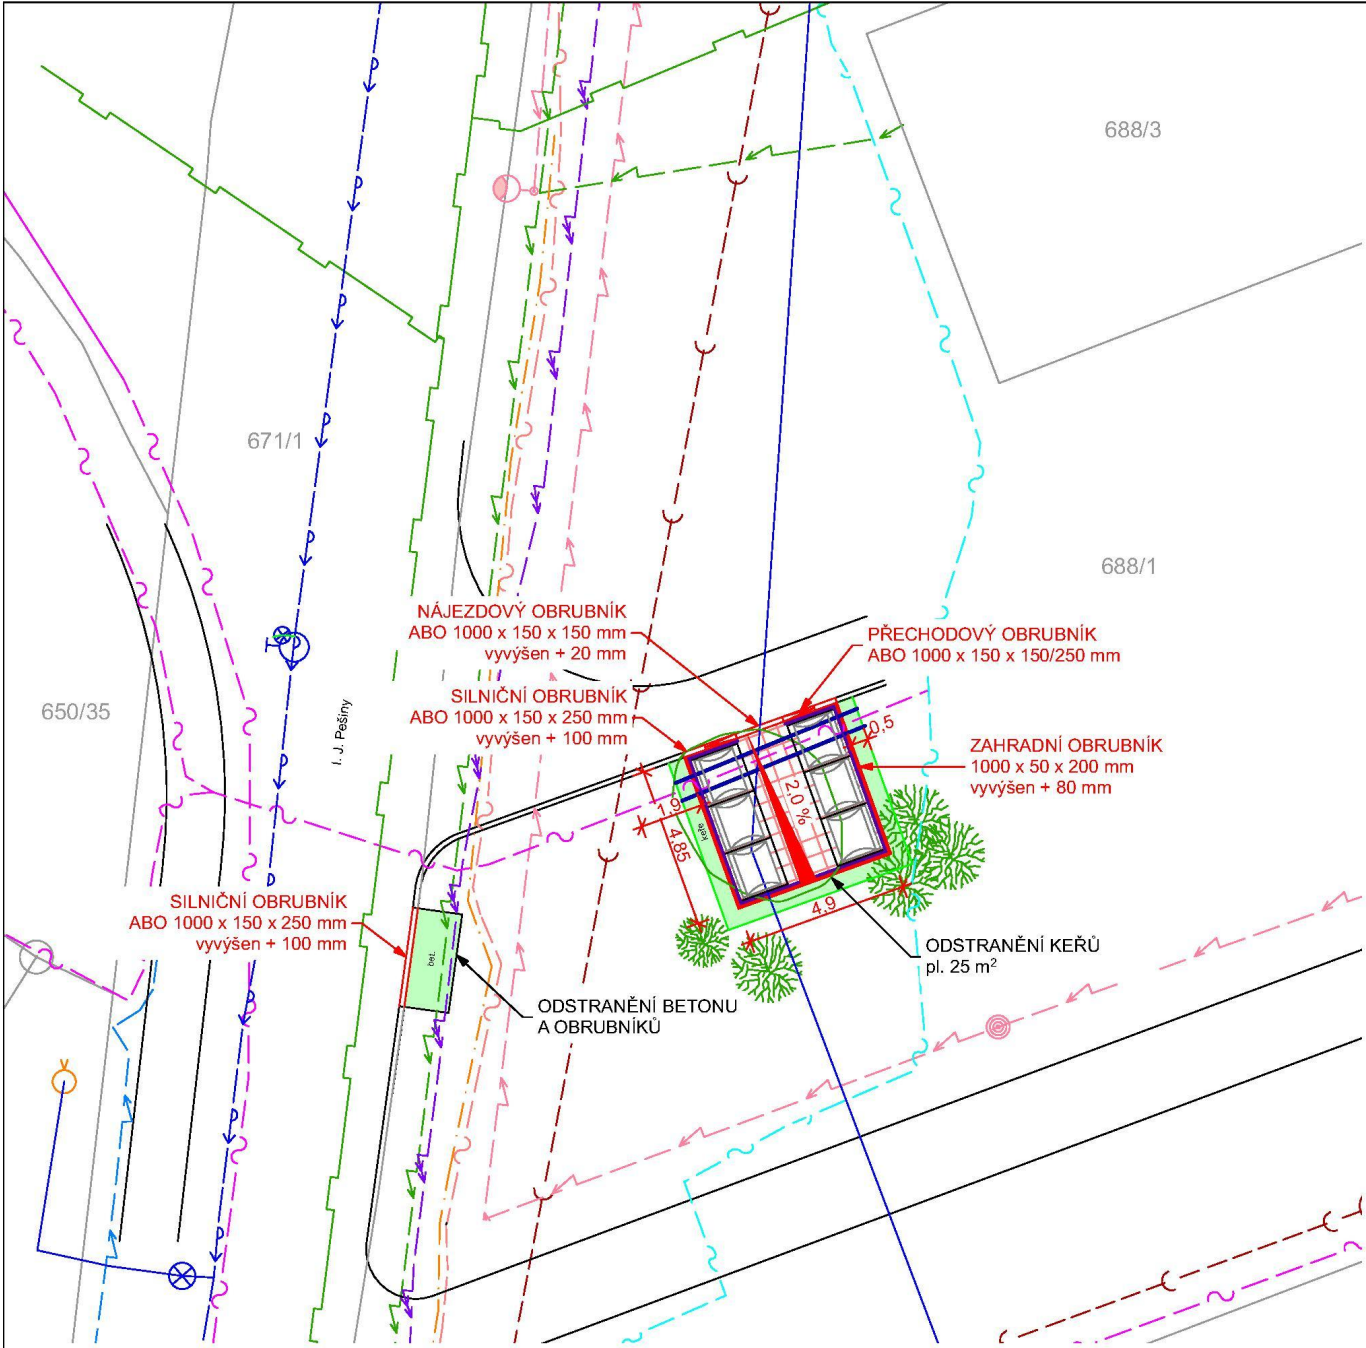 688/3
671/1
688/1
NÁJEZDOVÝ OBRUBNÍK
ABO 1000 x 150 x 150 mm
vyvýšen + 20 mm
PŘECHODOVÝ OBRUBNÍK
ABO 1000 x 150 x 150/250 mm
650/35
I. J. Pešiny
SILNIČNÍ OBRUBNÍK
ABO 1000 x 150 x 250 mm
vyvýšen + 100 mm
0,5
ZAHRADNÍ OBRUBNÍK
1000 x 50 x 200 mm
vyvýšen + 80 mm
2,0 %
1,9
keře
4,85
4,9
SILNIČNÍ OBRUBNÍK
ABO 1000 x 150 x 250 mm
vyvýšen + 100 mm
bet.
ODSTRANĚNÍ KEŘŮ
pl. 25 m²
ODSTRANĚNÍ BETONU
A OBRUBNÍKŮ